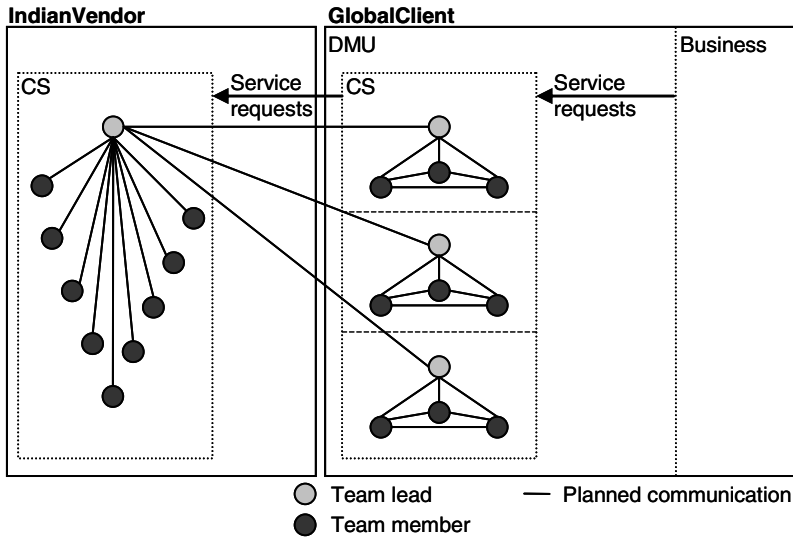 IndianVendor
GlobalClient
DMU
Business
CS
Service
requests
CS
Service
requests
Team lead
Planned communication
Team member